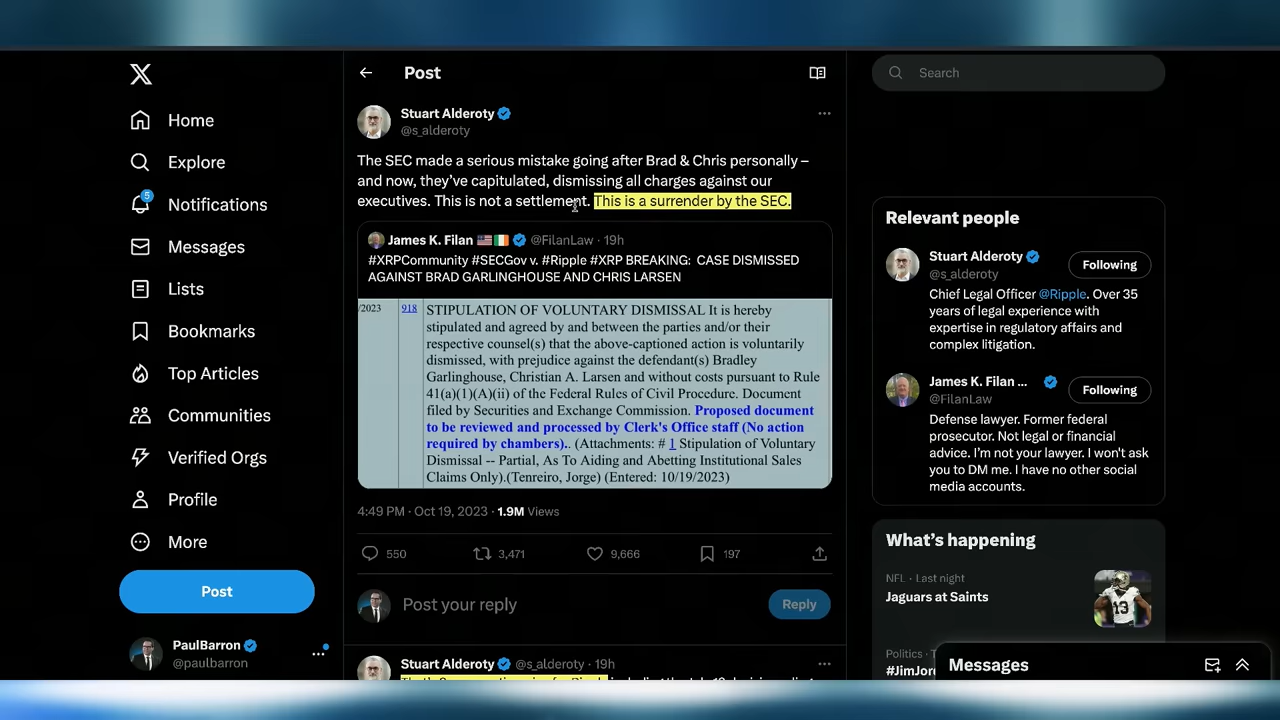 Home
Explore
5
Notifications
Messages
Lists
Bookmarks
Top Articles
Communities
Verified Orgs
Profile
More
Post
PaulBarron
@paulbarron
Post
Stuart Alderoty
@s_alderoty
The SEC made a serious mistake going after Brad & Chris personally –
and now, they've capitulated, dismissing all charges against our
executives. This is not a settlement. This is a surrender by the SEC.
James K. Filan @FilanLaw · 19h
#XRPCommunity #SECGov v. #Ripple #XRP BREAKING: CASE DISMISSED
AGAINST BRAD GARLINGHOUSE AND CHRIS LARSEN
/2023 918 STIPULATION OF VOLUNTARY DISMISSAL It is hereby
stipulated and agreed by and between the parties and/or their
respective counsel(s) that the above-captioned action is voluntarily
dismissed, with prejudice against the defendant(s) Bradley
Garlinghouse, Christian A. Larsen and without costs pursuant to Rule
41(a)(1)(A)(ii) of the Federal Rules of Civil Procedure. Document
filed by Securities and Exchange Commission. Proposed document
to be reviewed and processed by Clerk's Office staff (No action
required by chambers).. (Attachments: # 1 Stipulation of Voluntary
Dismissal -- Partial, As To Aiding and Abetting Institutional Sales
Claims Only).(Tenreiro, Jorge) (Entered: 10/19/2023)
4:49 PM · Oct 19, 2023 · 1.9M Views
550 3,471 9,666 197
Post your reply
Reply
Stuart Alderoty @s_alderoty · 19h
Search
Relevant people
Stuart Alderoty
@s_alderoty
Following
Chief Legal Officer @Ripple. Over 35
years of legal experience with
expertise in regulatory affairs and
complex litigation.
James K. Filan ...
@FilanLaw
Following
Defense lawyer. Former federal
prosecutor. Not legal or financial
advice. I'm not your lawyer. I won't ask
you to DM me. I have no other social
media accounts.
What's happening
NFL · Last night
Jaguars at Saints
Politics ·
#JimJor
Messages